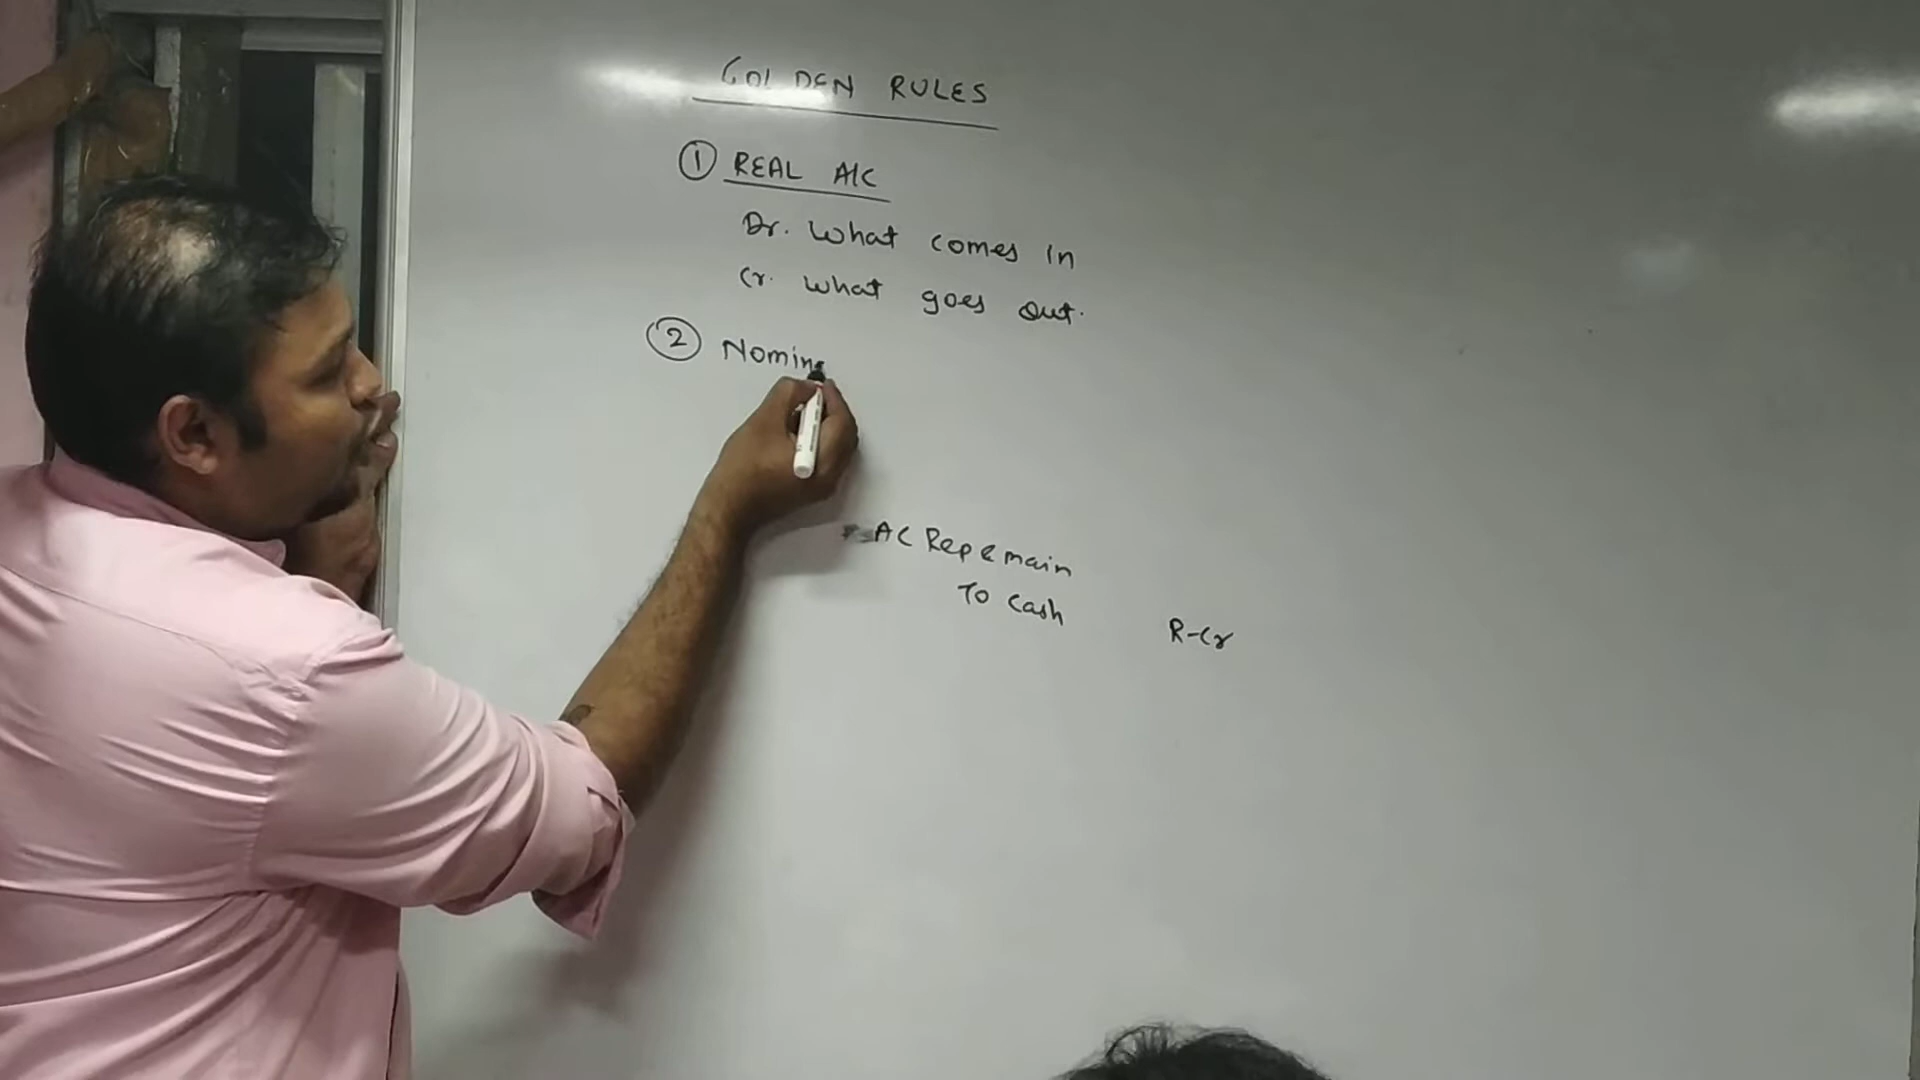 GOLDEN RULES
① REAL A/C
Dr. What comes in
Cr. What goes out.
② Nomin
AC Rep & main
To cash
R-Cr